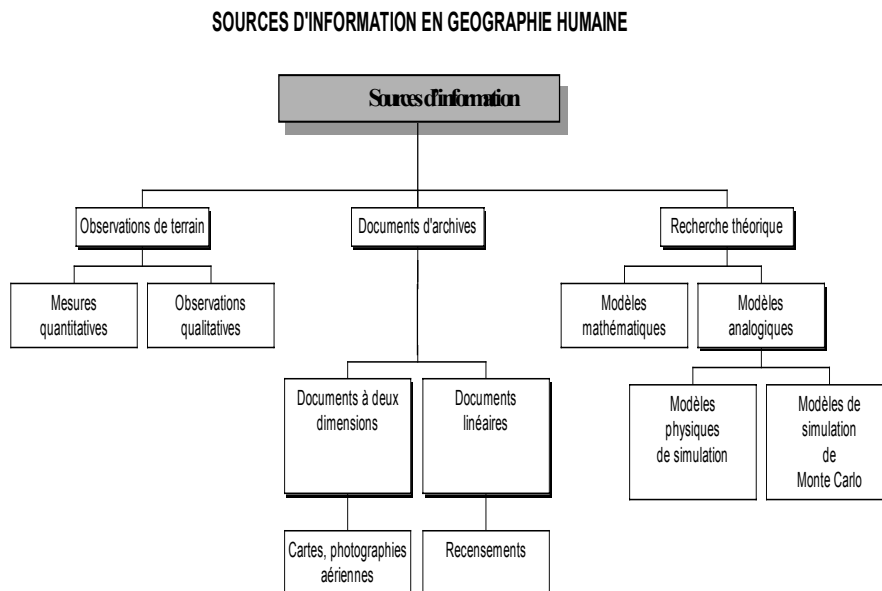 SOURCES D'INFORMATION EN GEOGRAPHIE HUMAINE
Sources d'information
Observations de terrain
Documents d'archives
Recherche théorique
Mesures
quantitatives
Observations
qualitatives
Modèles
mathématiques
Modèles
analogiques
Documents à deux
dimensions
Documents
linéaires
Modèles
physiques
de simulation
Modèles de
simulation
de
Monte Carlo
Cartes, photographies
aériennes
Recensements